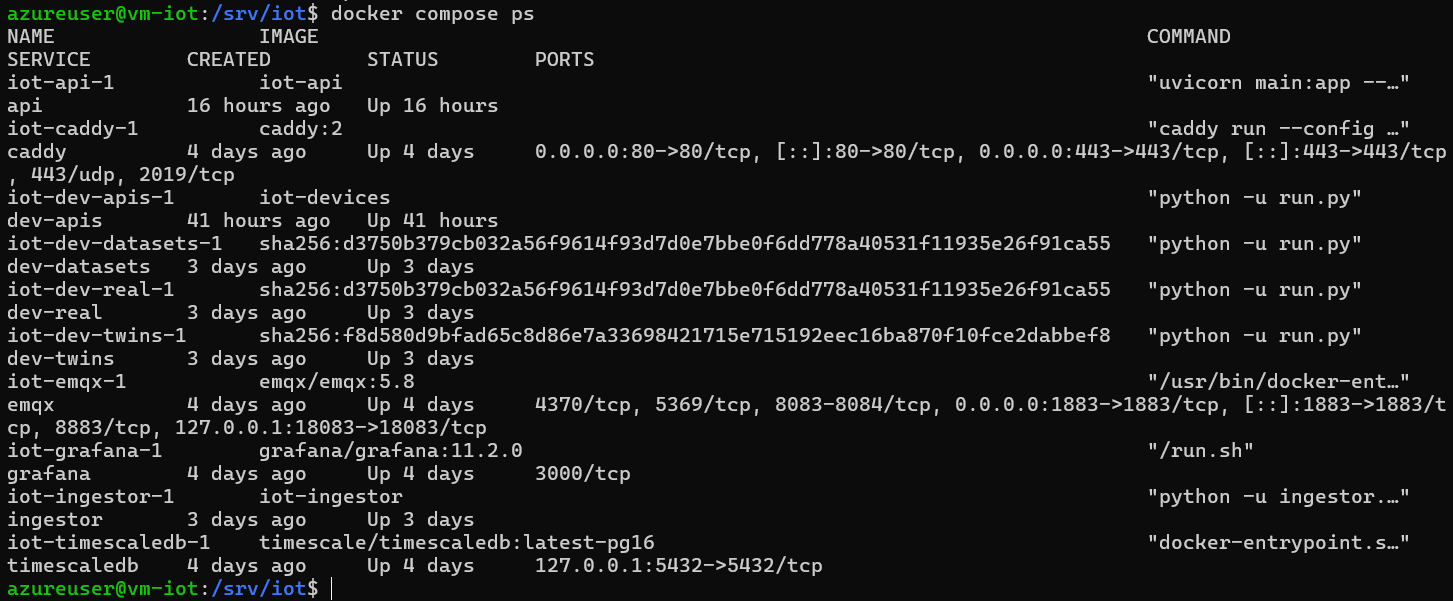 azureuser@vm-iot:/srv/iot$ docker compose ps
NAME                 IMAGE                                                                     COMMAND
SERVICE        CREATED        STATUS        PORTS
iot-api-1            iot-api                                                                   "uvicorn main:app --…"
api            16 hours ago   Up 16 hours
iot-caddy-1          caddy:2                                                                   "caddy run --config …"
caddy          4 days ago     Up 4 days     0.0.0.0:80->80/tcp, [::]:80->80/tcp, 0.0.0.0:443->443/tcp, [::]:443->443/tcp
, 443/udp, 2019/tcp
iot-dev-apis-1       iot-devices                                                               "python -u run.py"
dev-apis       41 hours ago   Up 41 hours
iot-dev-datasets-1   sha256:d3750b379cb032a56f9614f93d7d0e7bbe0f6dd778a40531f11935e26f91ca55   "python -u run.py"
dev-datasets   3 days ago     Up 3 days
iot-dev-real-1       sha256:d3750b379cb032a56f9614f93d7d0e7bbe0f6dd778a40531f11935e26f91ca55   "python -u run.py"
dev-real       3 days ago     Up 3 days
iot-dev-twins-1      sha256:f8d580d9bfad65c8d86e7a33698421715e715192eec16ba870f10fce2dabbef8   "python -u run.py"
dev-twins      3 days ago     Up 3 days
iot-emqx-1           emqx/emqx:5.8                                                             "/usr/bin/docker-ent…"
emqx           4 days ago     Up 4 days     4370/tcp, 5369/tcp, 8083-8084/tcp, 0.0.0.0:1883->1883/tcp, [::]:1883->1883/t
cp, 8883/tcp, 127.0.0.1:18083->18083/tcp
iot-grafana-1        grafana/grafana:11.2.0                                                    "/run.sh"
grafana        4 days ago     Up 4 days     3000/tcp
iot-ingestor-1       iot-ingestor                                                              "python -u ingestor.…"
ingestor       3 days ago     Up 3 days
iot-timescaledb-1    timescale/timescaledb:latest-pg16                                         "docker-entrypoint.s…"
timescaledb    4 days ago     Up 4 days     127.0.0.1:5432->5432/tcp
azureuser@vm-iot:/srv/iot$